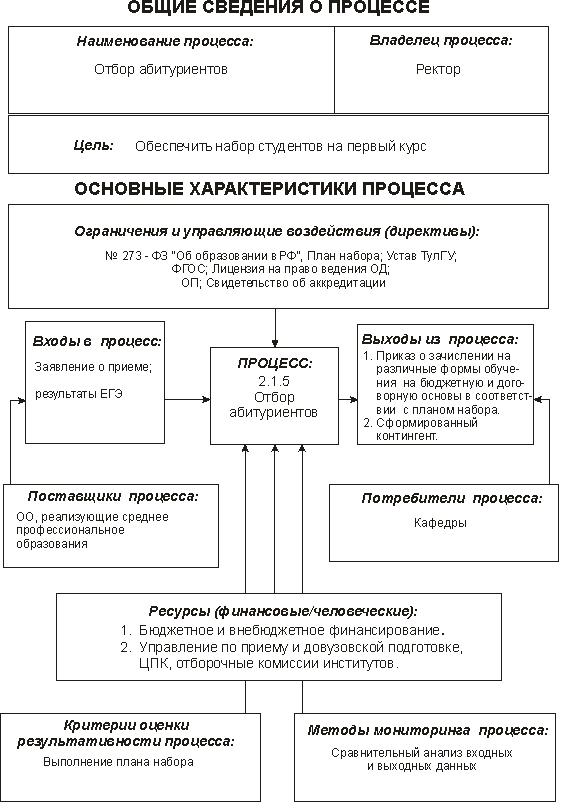 ОБЩИЕ СВЕДЕНИЯ О ПРОЦЕССЕ
Наименование процесса:
Отбор абитуриентов
Владелец процесса:
Ректор
Цель: Обеспечить набор студентов на первый курс
ОСНОВНЫЕ ХАРАКТЕРИСТИКИ ПРОЦЕССА
Ограничения и управляющие воздействия (директивы):
№ 273 - ФЗ "Об образовании в РФ", План набора; Устав ТулГУ;
ФГОС; Лицензия на право ведения ОД;
ОП; Свидетельство об аккредитации
Входы в процесс:
Заявление о приеме;
результаты ЕГЭ
ПРОЦЕСС:
2.1.5
Отбор
абитуриентов
Выходы из процесса:
1. Приказ о зачислении на
различные формы обуче-
ния на бюджетную и дого-
ворную основы в соответст-
вии с планом набора.
2. Сформированный
контингент.
Поставщики процесса:
ОО, реализующие среднее
профессиональное
образования
Потребители процесса:
Кафедры
Ресурсы (финансовые/человеческие):
1. Бюджетное и внебюджетное финансирование.
2. Управление по приему и довузовской подготовке,
ЦПК, отборочные комиссии институтов.
Критерии оценки
результативности процесса:
Выполнение плана набора
Методы мониторинга процесса:
Сравнительный анализ входных
и выходных данных